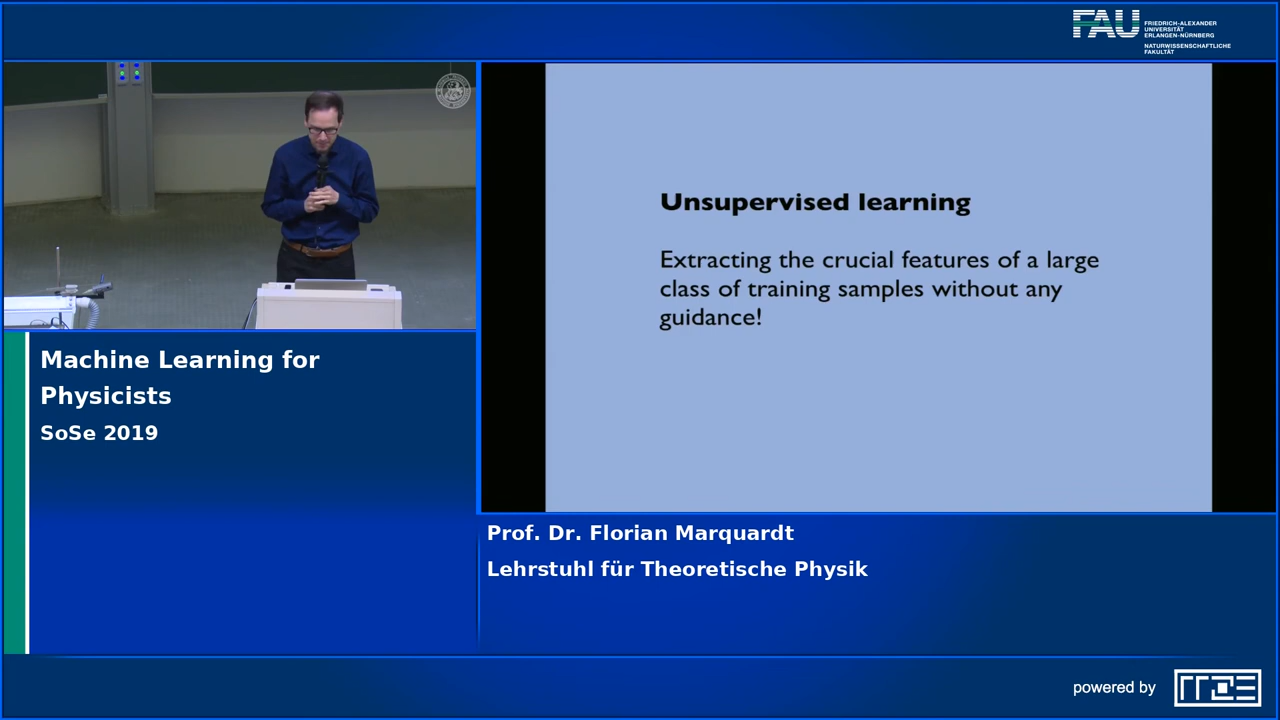 FAU
FRIEDRICH-ALEXANDER
UNIVERSITÄT
ERLANGEN-NÜRNBERG
NATURWISSENSCHAFTLICHE
FAKULTÄT
Unsupervised learning
Extracting the crucial features of a large
class of training samples without any
guidance!
Machine Learning for
Physicists
SoSe 2019
Prof. Dr. Florian Marquardt
Lehrstuhl für Theoretische Physik
powered by